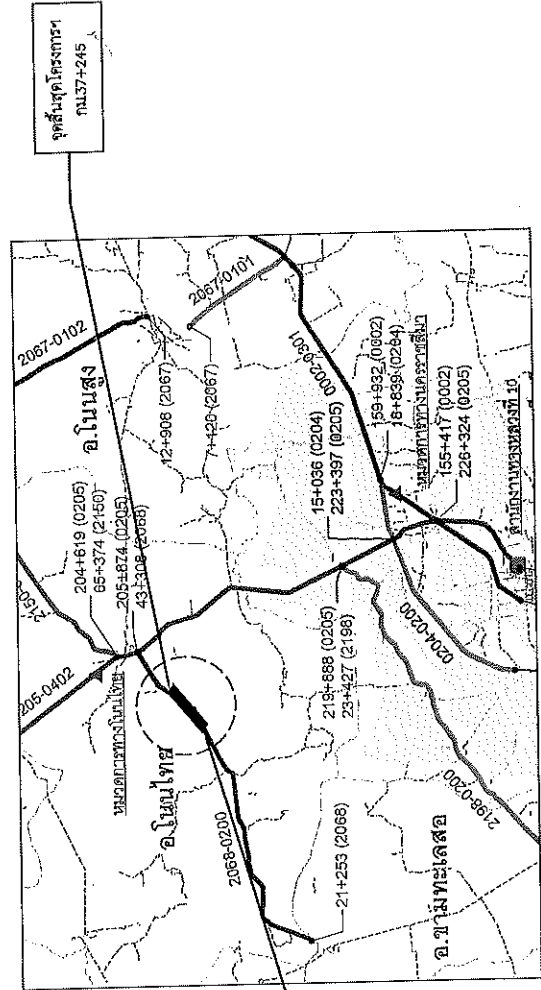 จุดสิ้นสุดโครงการฯ
กม.37+245
2067-0102
2067-0101
อ.โนนสูง
12+908 (2067)
7+426 (2067)
0002-0301
204+619 (0205)
65+374 (2150)
205+874 (0205)
43+308 (2068)
205-0402
หมวดการทางโนนไทย
อ.โนนไทย
15+036 (0204)
223+397 (0205)
159+932 (0002)
16+839 (0204)
หมวดการทางนครราชสีมา
155+417 (0002)
226+324 (0205)
สำนักงานทางหลวงที่ 10
219+888 (0205)
23+427 (2198)
0204-0200
2068-0200
2198-0200
21+253 (2068)
อ.ขามทะเลสอ